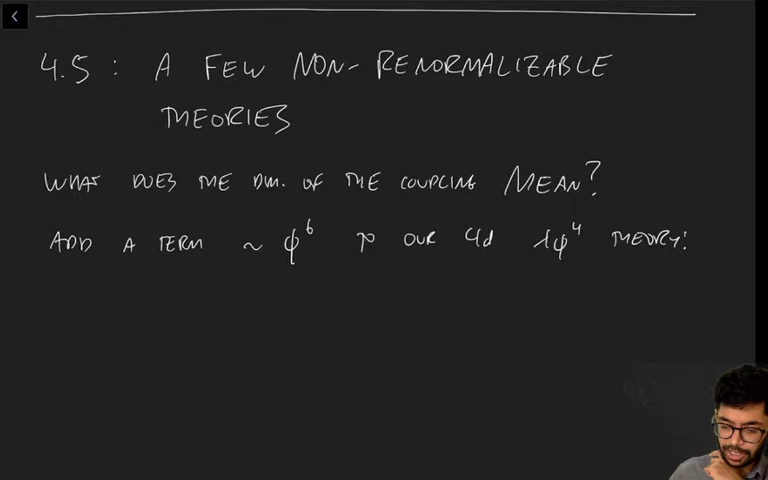 4.5 : A FEW NON-RENORMALIZABLE
THEORIES
WHAT DOES THE DIM. OF THE COUPLING MEAN?
ADD A TERM ~ φ⁶ TO OUR 4d λφ⁴ THEORY: